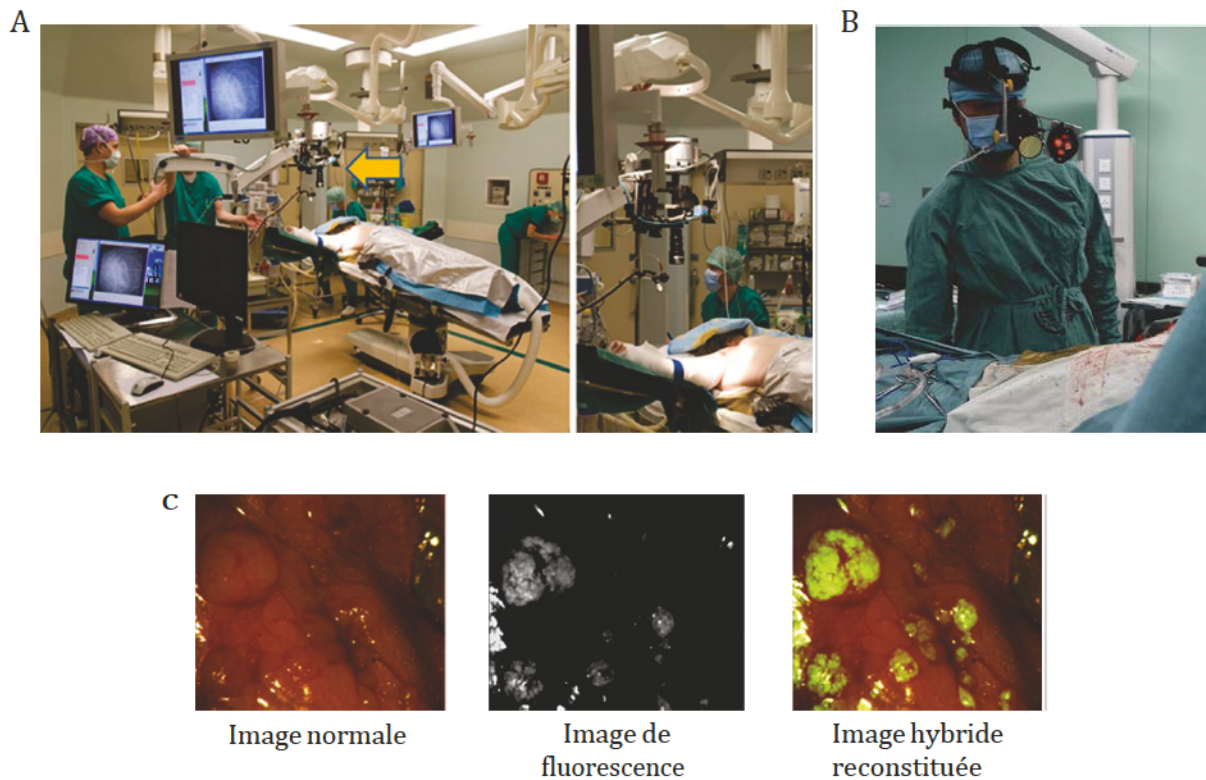 A
B
C
Image normale
Image de
fluorescence
Image hybride
reconstituée